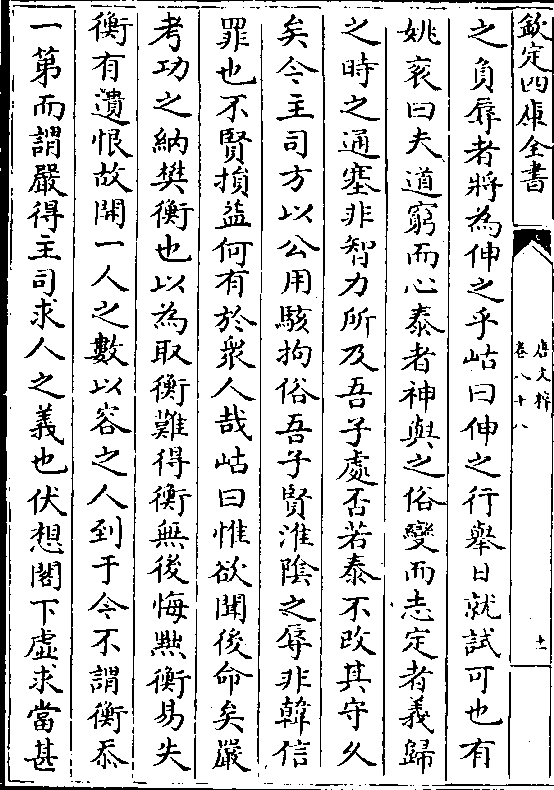 欽定四庫全書
唐文粹
卷八十八
十一
之負辱者將為伸之乎岵曰伸之行舉日就試可也有
姚衮曰夫道窮而心泰者神與之俗變而志定者義歸
之時之通塞非智力所及吾子處否若泰不改其守久
矣今主司方以公用駭拘俗吾子賢淮隂之辱非韓信
罪也不賢損益何有於衆人哉岵曰惟欲聞後命矣嚴
考功之納樊衡也以為取衡難得衡無後悔黜衡易失
衡有遺恨故開一人之數以容之人到于今不謂衡忝
一第而謂嚴得主司求人之義也伏想閤下虚求當甚